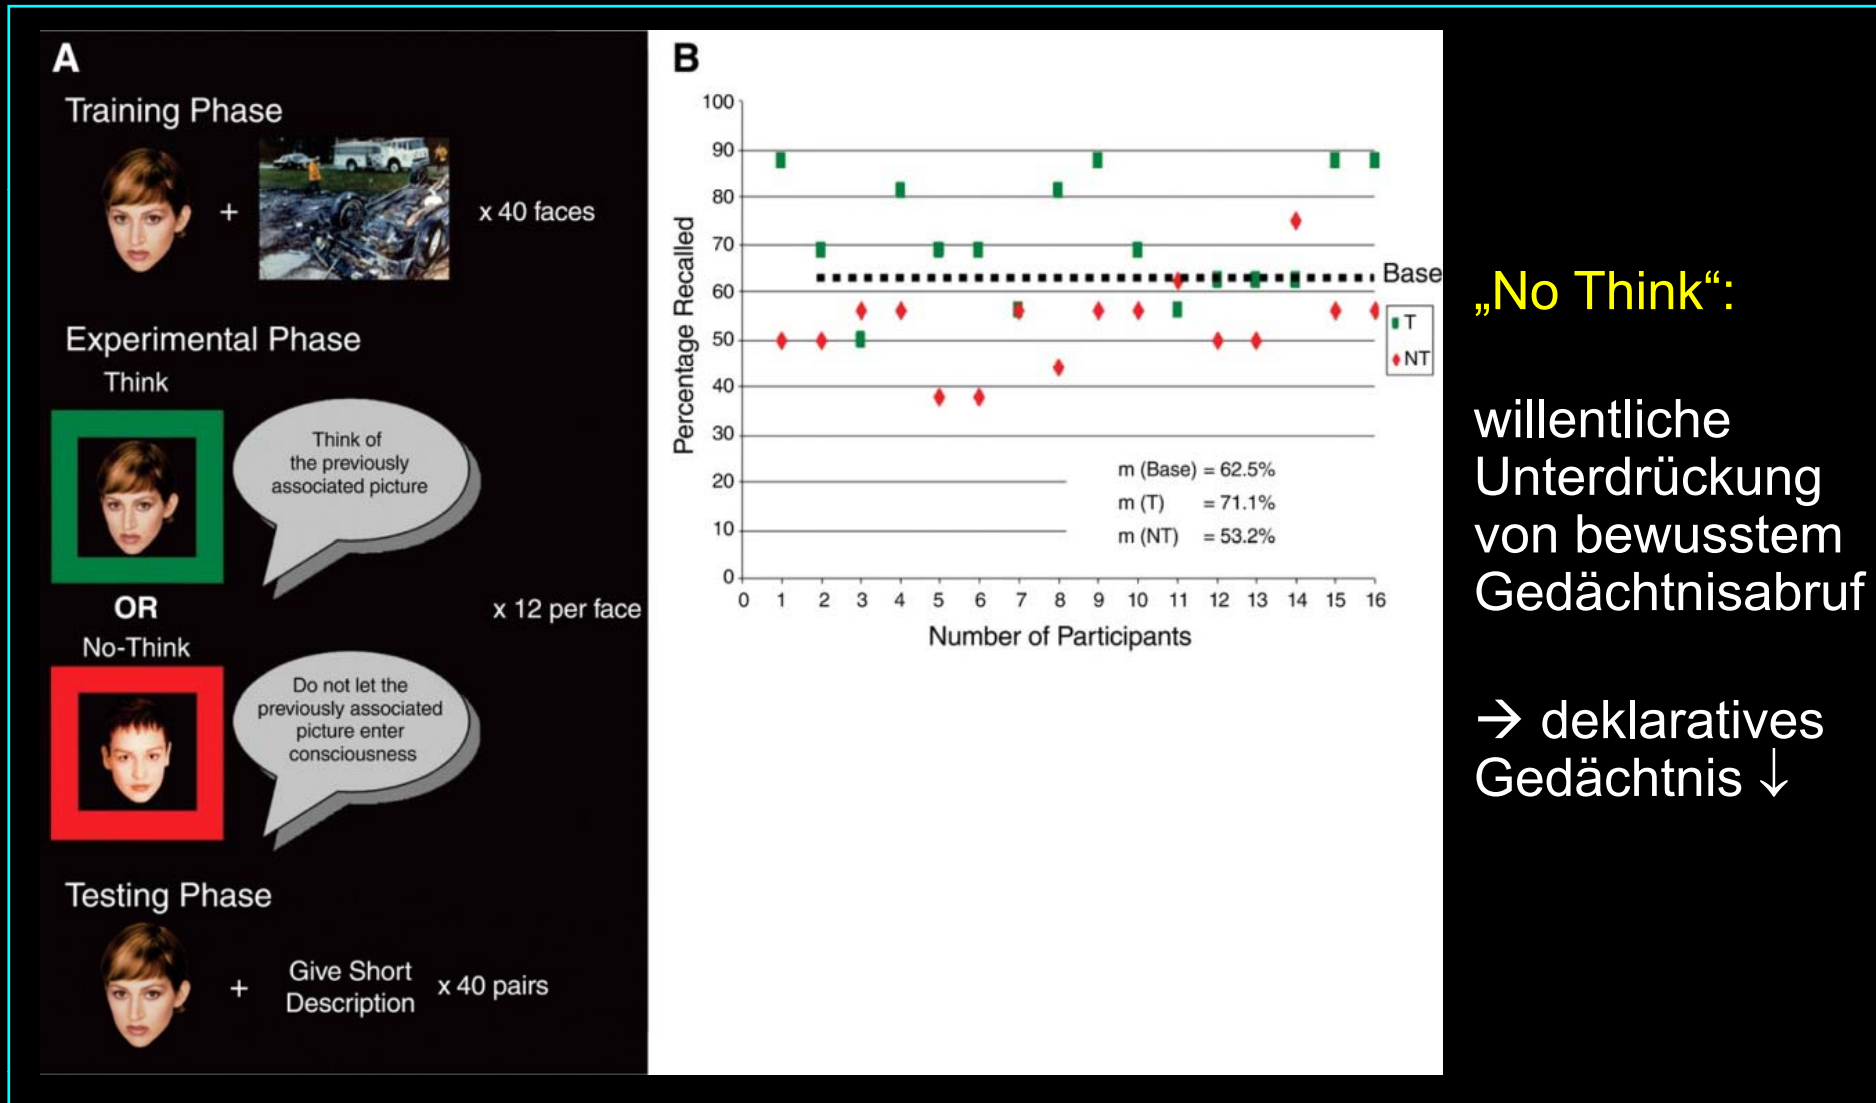 A
Training Phase
+
x 40 faces
Experimental Phase
Think
Think of
the previously
associated picture
OR
x 12 per face
No-Think
Do not let the
previously associated
picture enter
consciousness
Testing Phase
+
Give Short
Description
x 40 pairs
B
Percentage Recalled
100
90
80
70
60
50
40
30
20
10
0
Base
T
NT
m (Base) = 62.5%
m (T) = 71.1%
m (NT) = 53.2%
0 1 2 3 4 5 6 7 8 9 10 11 12 13 14 15 16
Number of Participants
„No Think“:
willentliche
Unterdrückung
von bewusstem
Gedächtnisabruf
→ deklaratives
Gedächtnis ↓